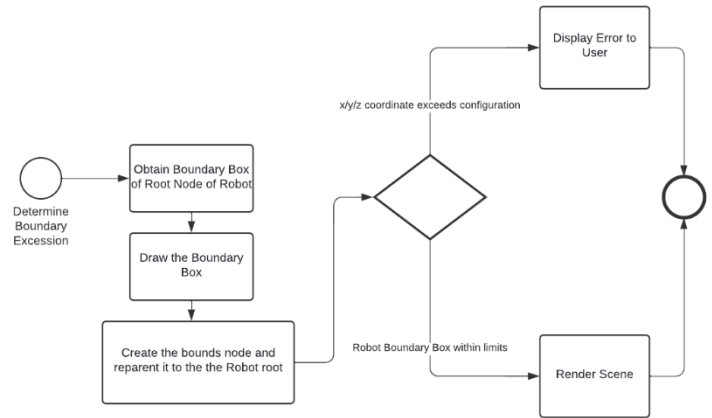 Determine
Boundary
Excession
Obtain Boundary Box
of Root Node of Robot
Draw the Boundary
Box
Create the bounds node and
reparent it to the the Robot root
x/y/z coordinate exceeds configuration
Display Error to
User
Robot Boundary Box within limits
Render Scene